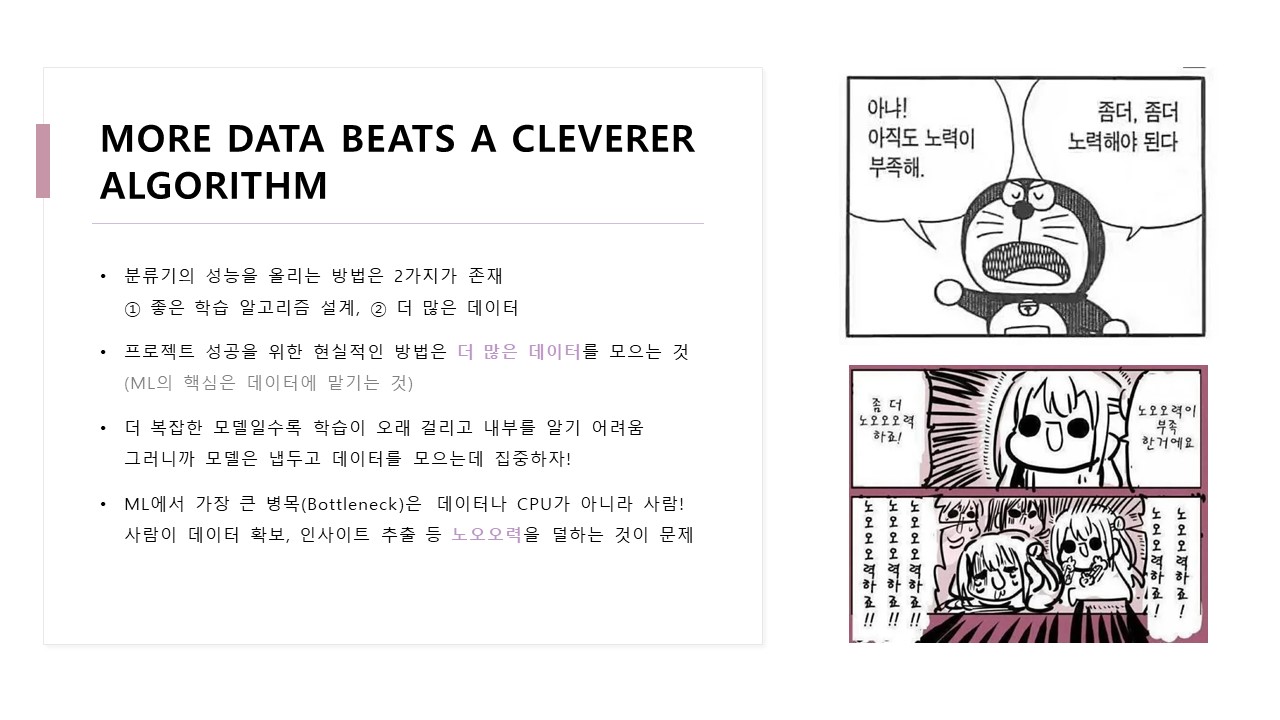 MORE DATA BEATS A CLEVERER
ALGORITHM
• 분류기의 성능을 올리는 방법은 2가지가 존재
① 좋은 학습 알고리즘 설계, ② 더 많은 데이터
• 프로젝트 성공을 위한 현실적인 방법은 더 많은 데이터를 모으는 것
(ML의 핵심은 데이터에 맡기는 것)
• 더 복잡한 모델일수록 학습이 오래 걸리고 내부를 알기 어려움
그러니까 모델은 냅두고 데이터를 모으는데 집중하자!
• ML에서 가장 큰 병목(Bottleneck)은 데이터나 CPU가 아니라 사람!
사람이 데이터 확보, 인사이트 추출 등 노오오력을 덜하는 것이 문제
아냐!
아직도 노력이
부족해.
좀더, 좀더
노력해야 된다
좀 더
노오오오력
하죠!
노오오력이
부족
한거에요
노오오오오력하죠!!
노오오오오력하죠!!
노오오오오력하죠!!
노오오오력하죠!
노오오오력하죠!